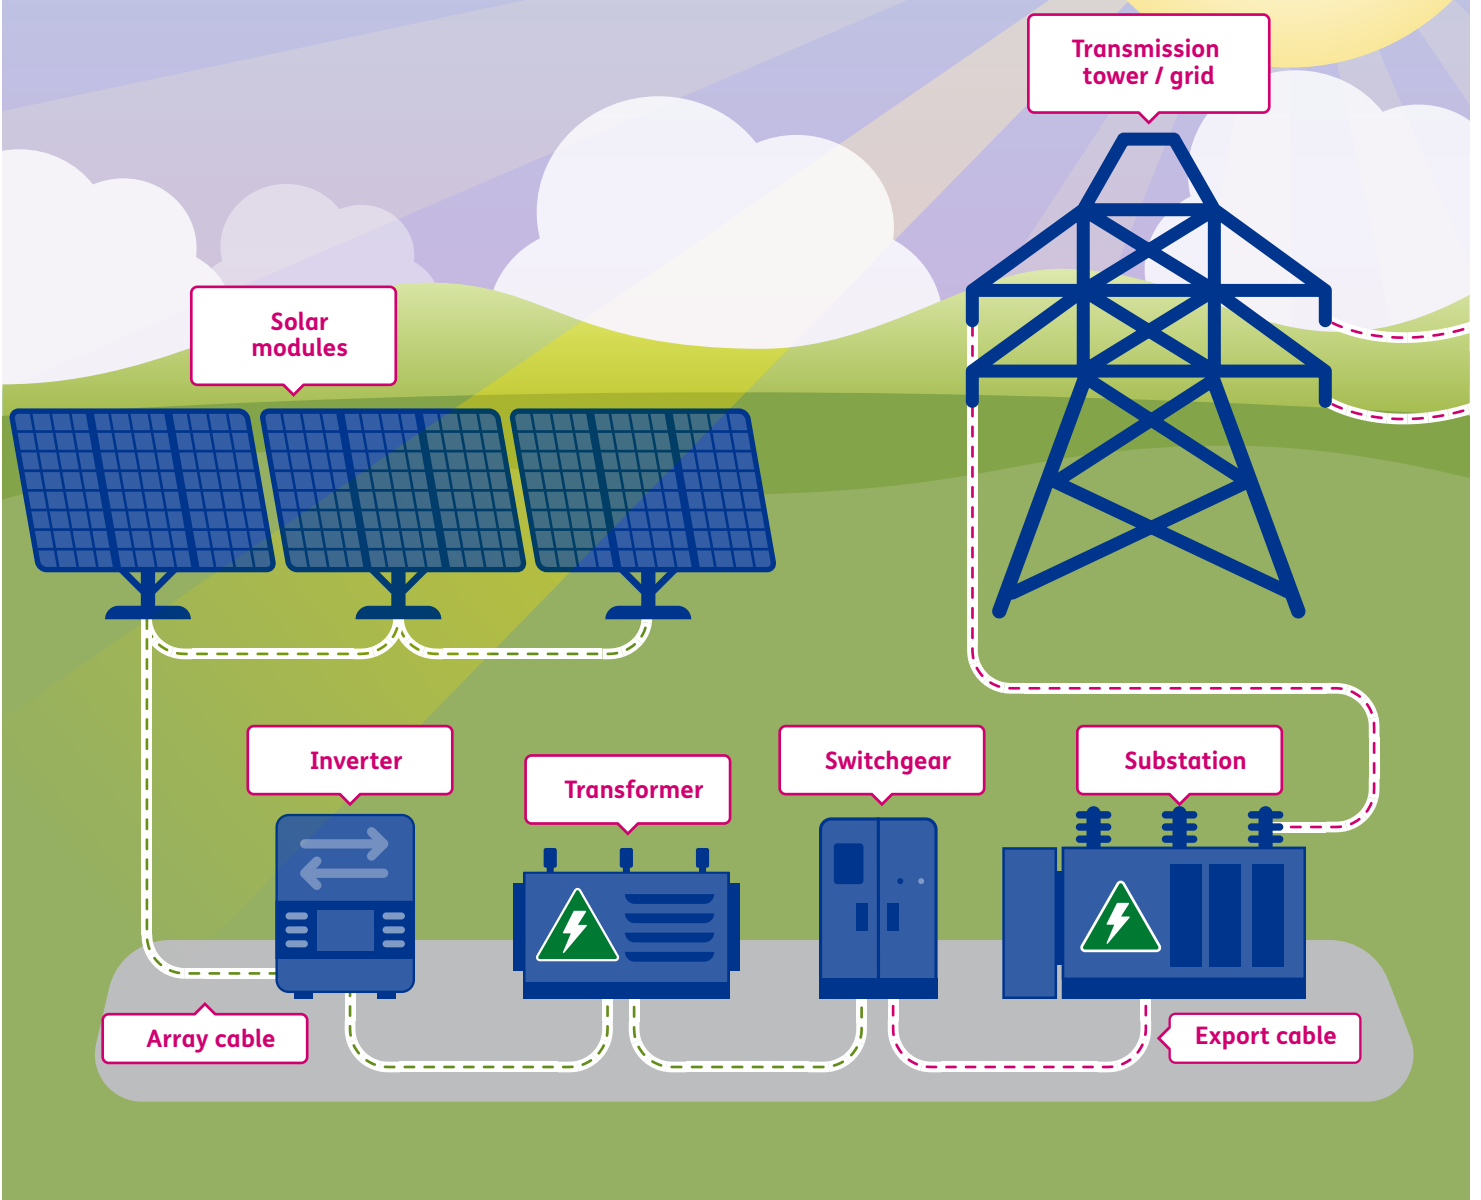 Transmission
tower / grid
Solar
modules
Inverter
Transformer
Switchgear
Substation
Array cable
Export cable